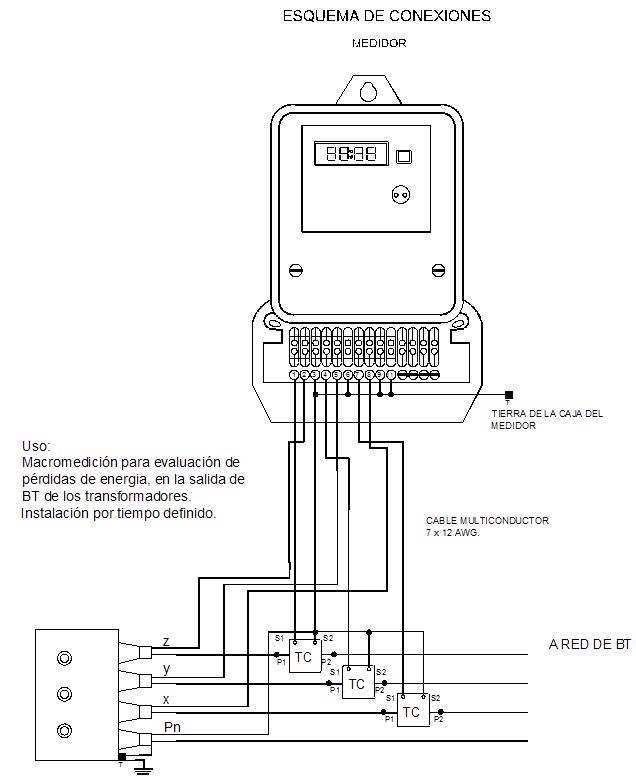 ESQUEMA DE CONEXIONES
MEDIDOR
1 2 3 4 5 6 7 8 9 1
T
TIERRA DE LA CAJA DEL
MEDIDOR
Uso:
Macromedición para evaluación de
pérdidas de energia, en la salida de
BT de los transformadores.
Instalación por tiempo definido.
CABLE MULTICONDUCTOR
7 x 12 AWG.
z
S1 S2
TC
P1 P2
A RED DE BT
y
S1 S2
TC
P1 P2
x
S1 S2
TC
P1 P2
Pn
T